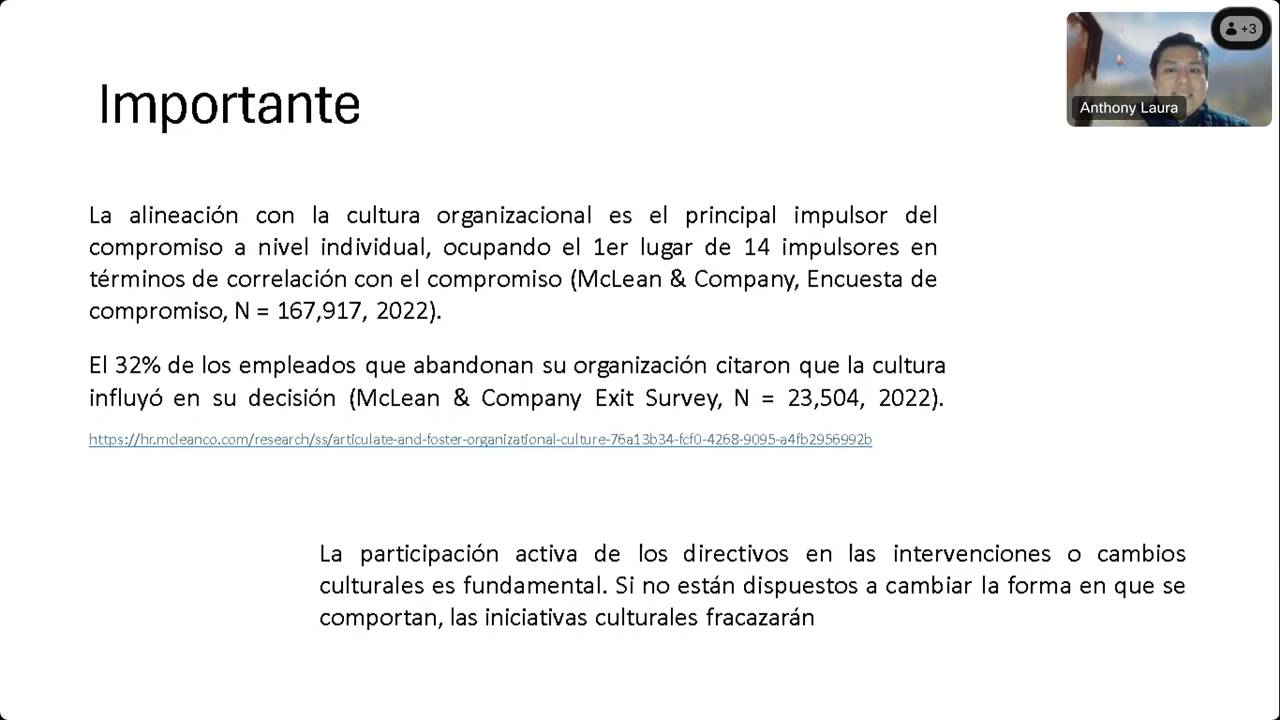 +3
Anthony Laura
Importante
La alineación con la cultura organizacional es el principal impulsor del
compromiso a nivel individual, ocupando el 1er lugar de 14 impulsores en
términos de correlación con el compromiso (McLean & Company, Encuesta de
compromiso, N = 167,917, 2022).
El 32% de los empleados que abandonan su organización citaron que la cultura
influyó en su decisión (McLean & Company Exit Survey, N = 23,504, 2022).
https://hr.mcleanco.com/research/ss/articulate-and-foster-organizational-culture-76a13b34-fcf0-4268-9095-a4fb2956992b
La participación activa de los directivos en las intervenciones o cambios
culturales es fundamental. Si no están dispuestos a cambiar la forma en que se
comportan, las iniciativas culturales fracazarán